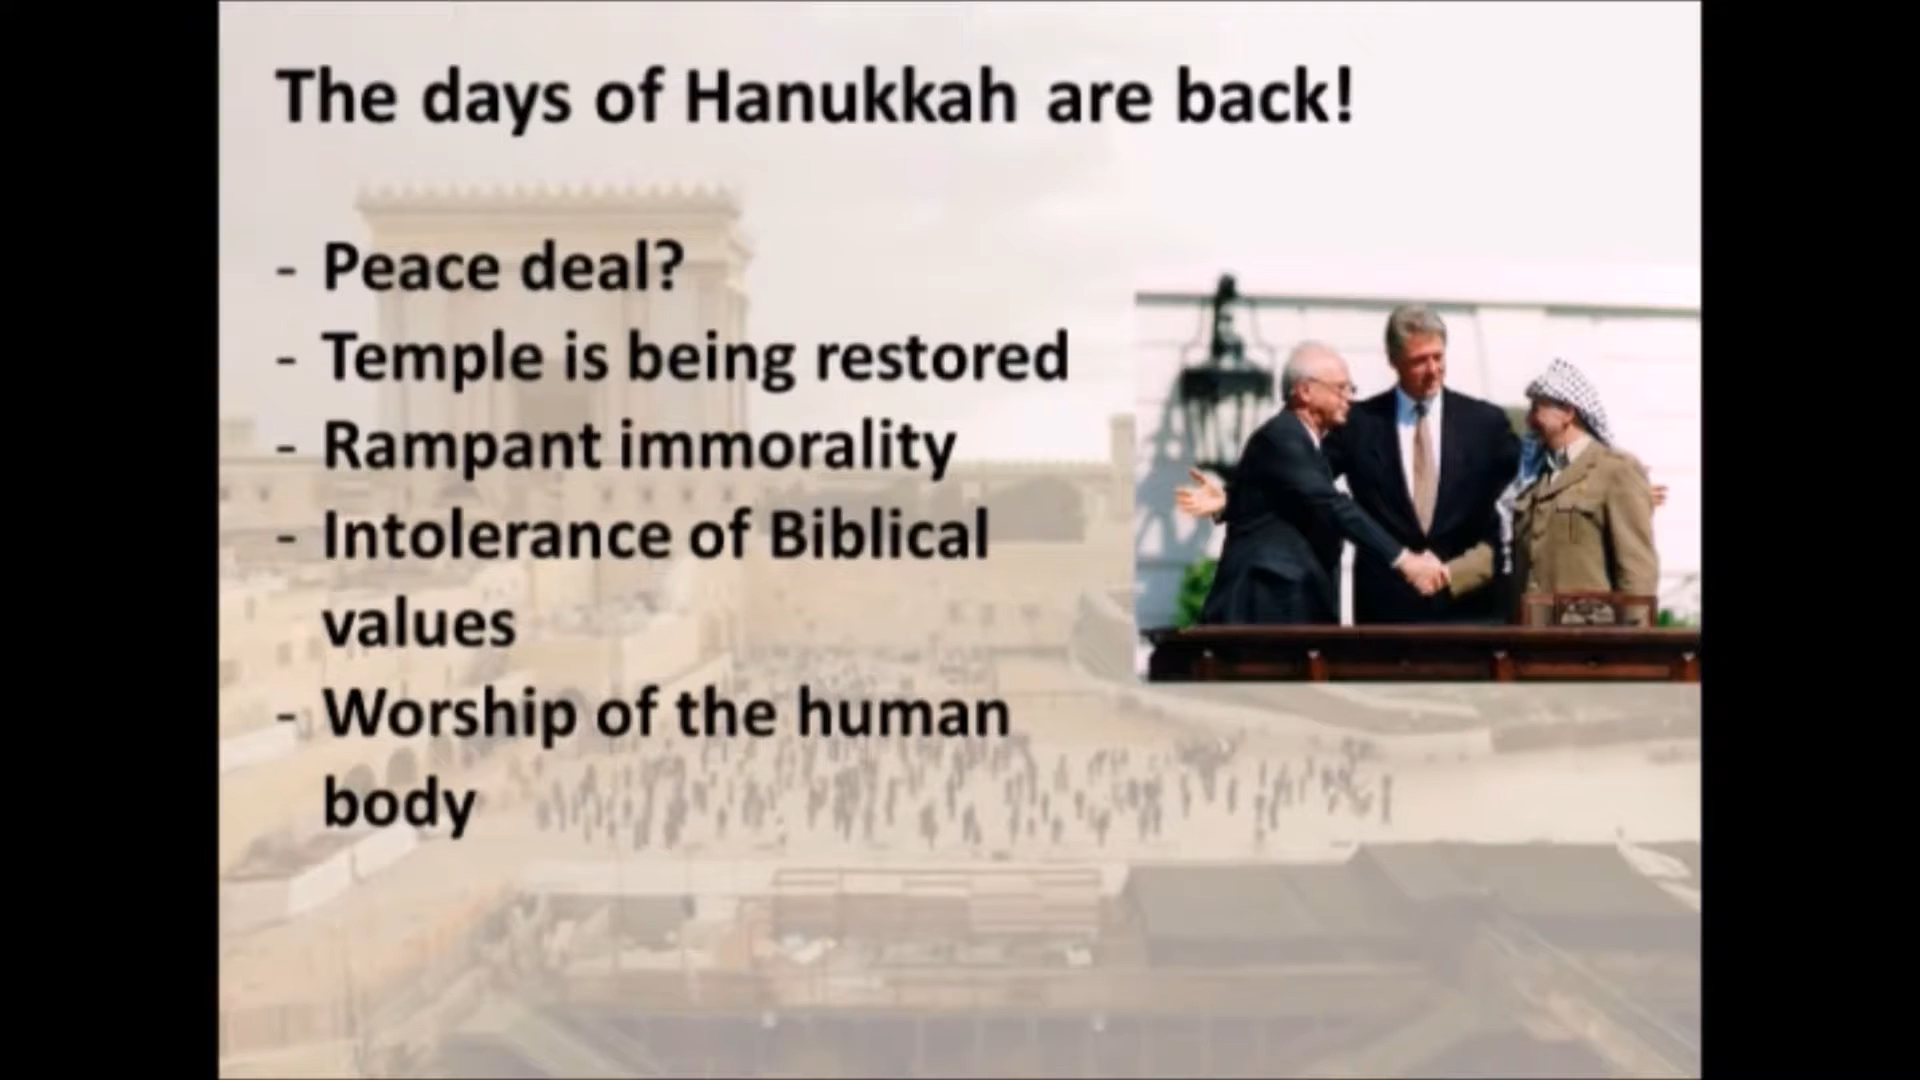 The days of Hanukkah are back!
- Peace deal?
- Temple is being restored
- Rampant immorality
- Intolerance of Biblical
values
- Worship of the human
body